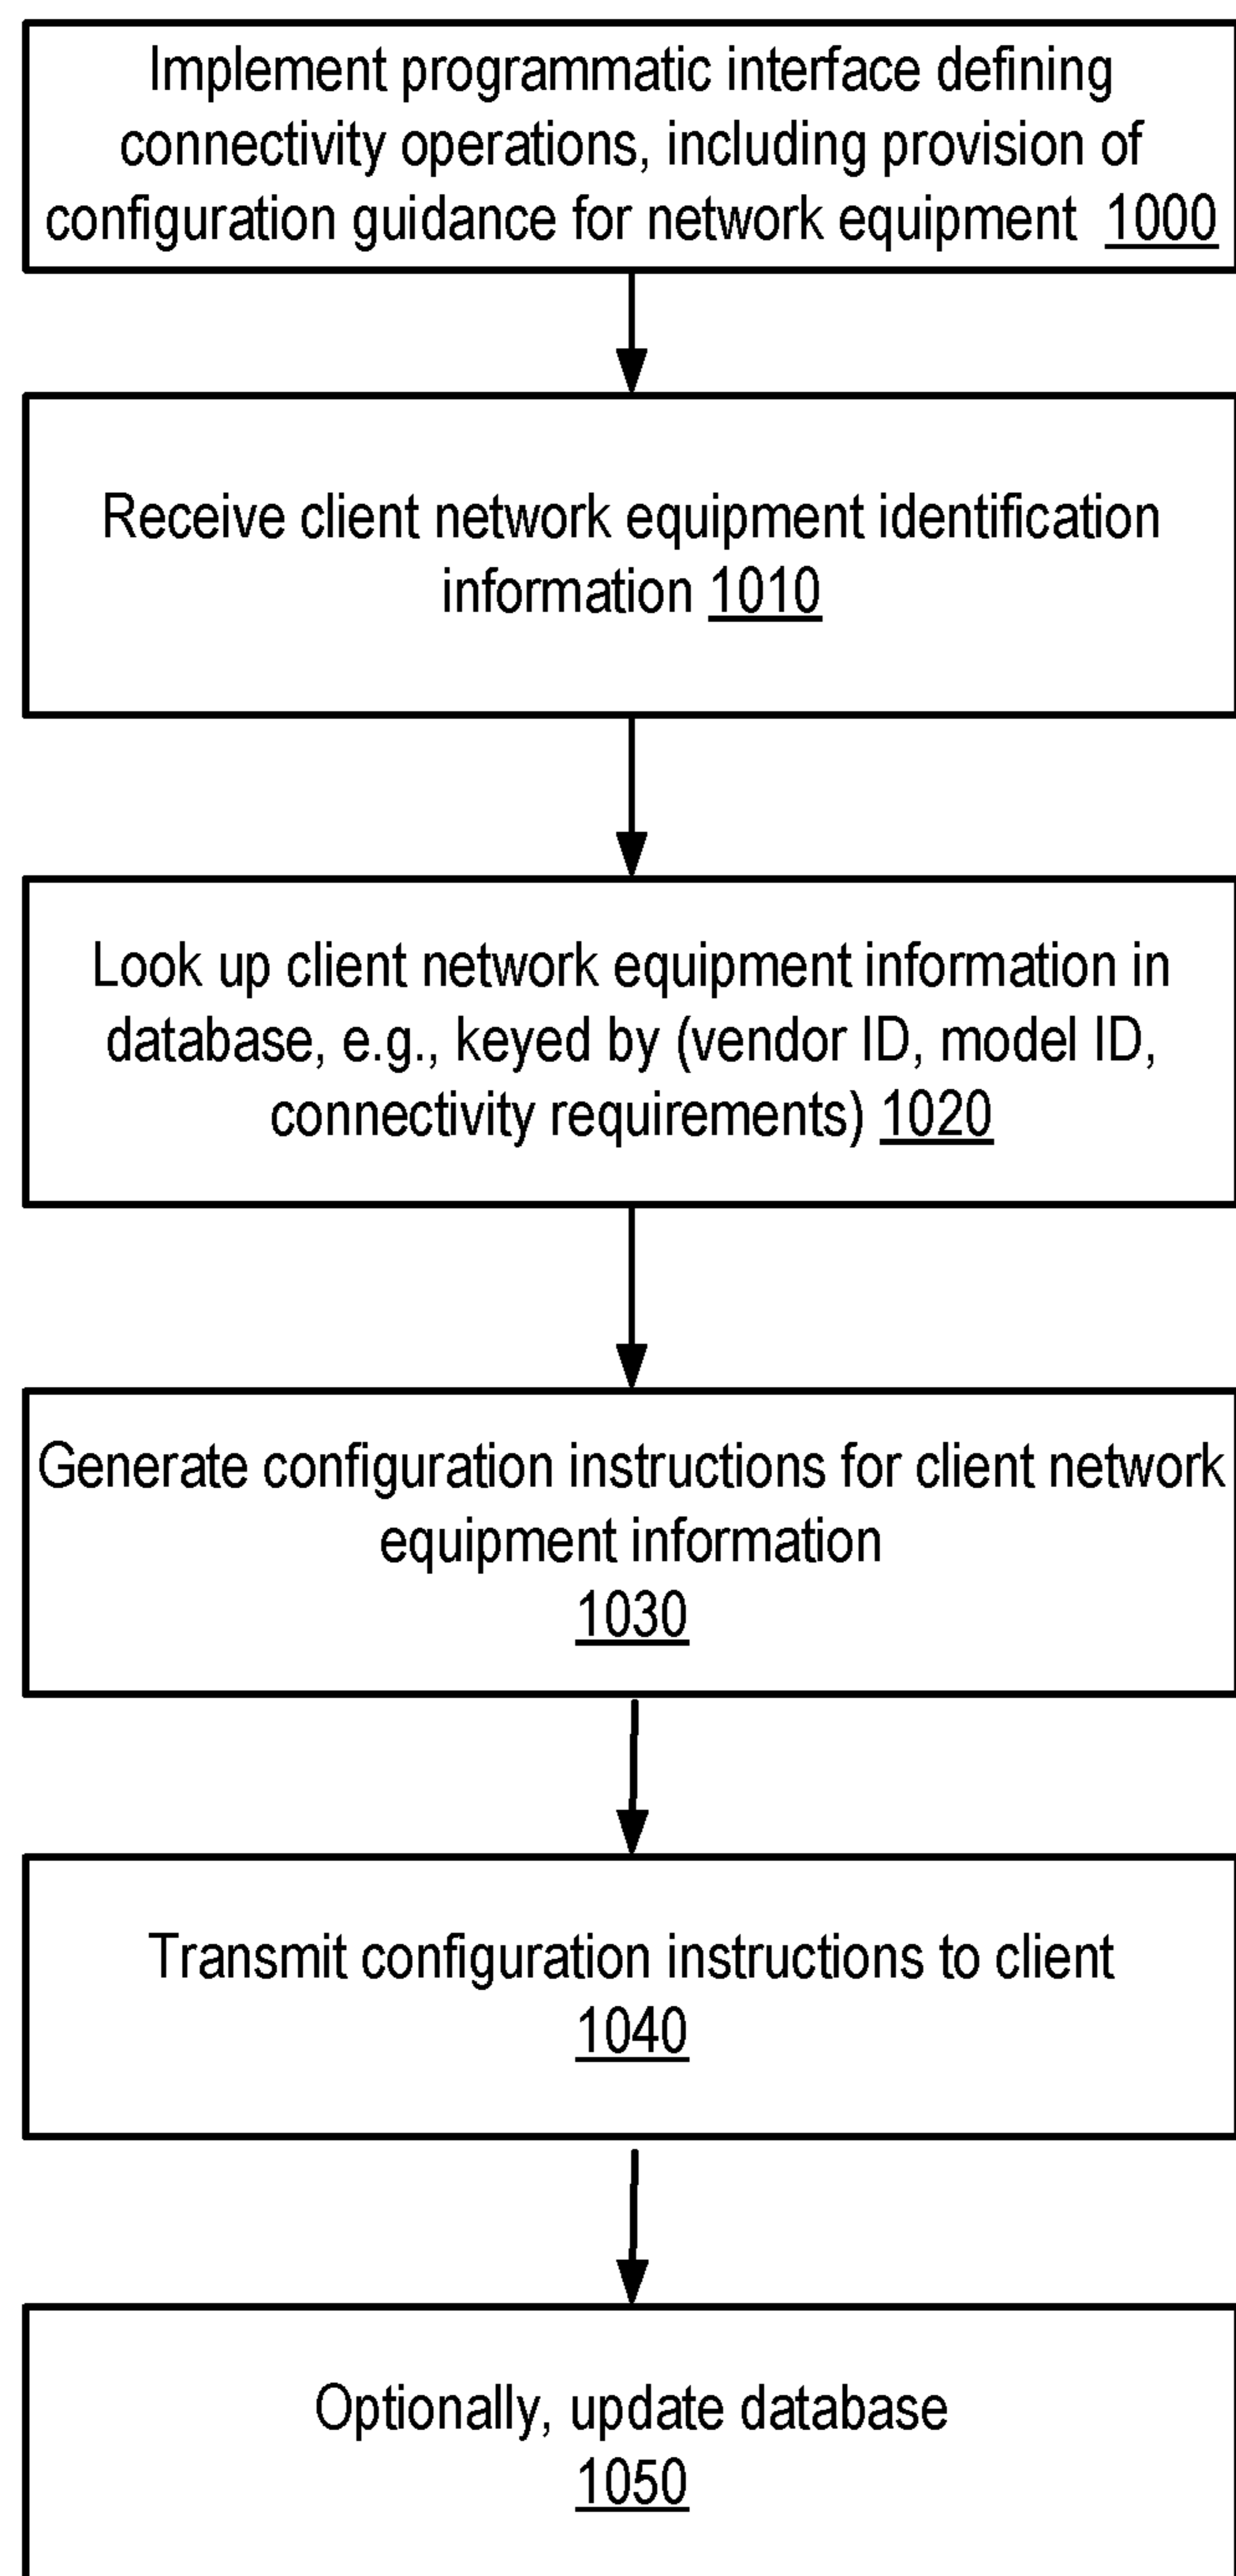 Implement programmatic interface defining
connectivity operations, including provision of
configuration guidance for network equipment 1000
Receive client network equipment identification
information 1010
Look up client network equipment information in
database, e.g., keyed by (vendor ID, model ID,
connectivity requirements) 1020
Generate configuration instructions for client network
equipment information
1030
Transmit configuration instructions to client
1040
Optionally, update database
1050